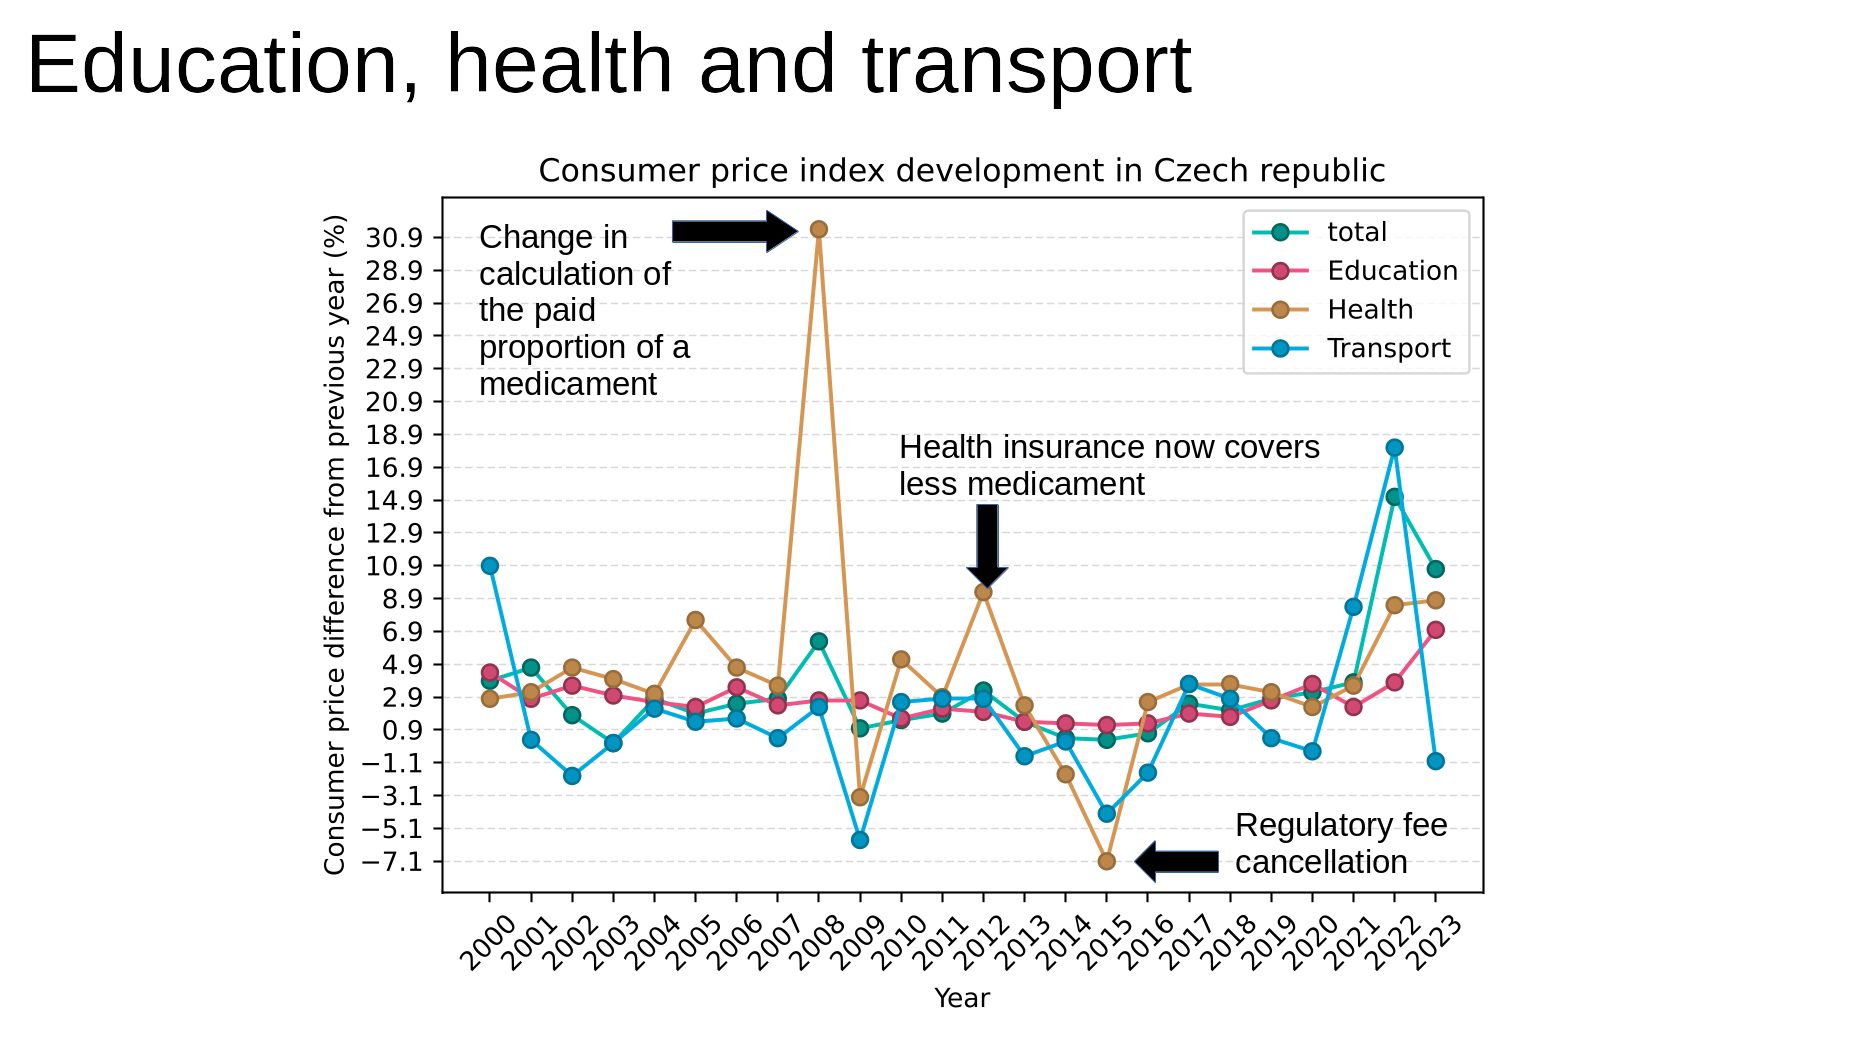 Education, health and transport
Consumer price index development in Czech republic
Consumer price difference from previous year (%)
30.9
28.9
26.9
24.9
22.9
20.9
18.9
16.9
14.9
12.9
10.9
8.9
6.9
4.9
2.9
0.9
−1.1
−3.1
−5.1
−7.1
Change in
calculation of
the paid
proportion of a
medicament
total
Education
Health
Transport
Health insurance now covers
less medicament
Regulatory fee
cancellation
2000
2001
2002
2003
2004
2005
2006
2007
2008
2009
2010
2011
2012
2013
2014
2015
2016
2017
2018
2019
2020
2021
2022
2023
Year